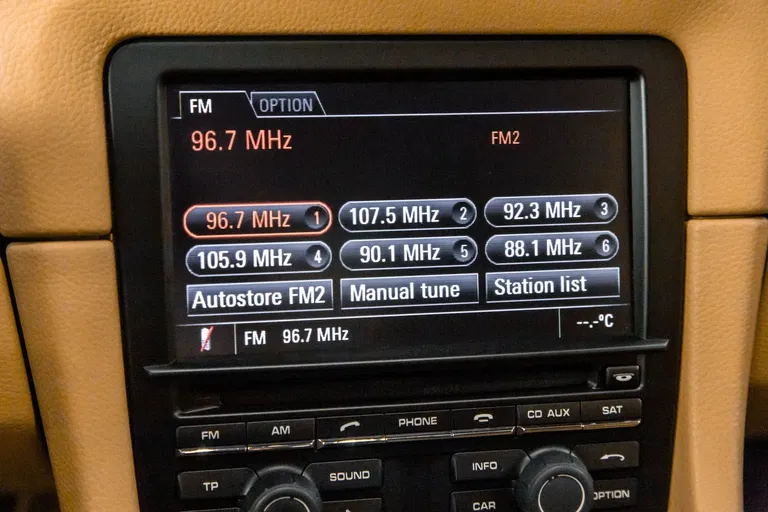 FM OPTION
96.7 MHz FM2
96.7 MHz 1 107.5 MHz 2 92.3 MHz 3
105.9 MHz 4 90.1 MHz 5 88.1 MHz 6
Autostore FM2 Manual tune Station list
FM 96.7 MHz --.-ºC
FM AM PHONE CD AUX SAT
TP SOUND INFO
CAR OPTION